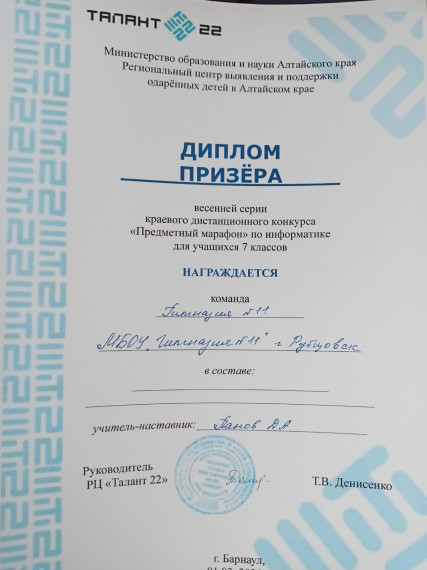 ТАЛАНТ 22
Министерство образования и науки Алтайского края
Региональный центр выявления и поддержки
одарённых детей в Алтайском крае
ДИПЛОМ
ПРИЗЁРА
весенней серии
краевого дистанционного конкурса
«Предметный марафон» по информатике
для учащихся 7 классов
НАГРАЖДАЕТСЯ
команда
Гимназия №11
МБОУ "Гимназия №11" г Рубцовск
в составе:
учитель-наставник: Панов ДА
Руководитель
РЦ «Талант 22»
Т.В. Денисенко
г. Барнаул,